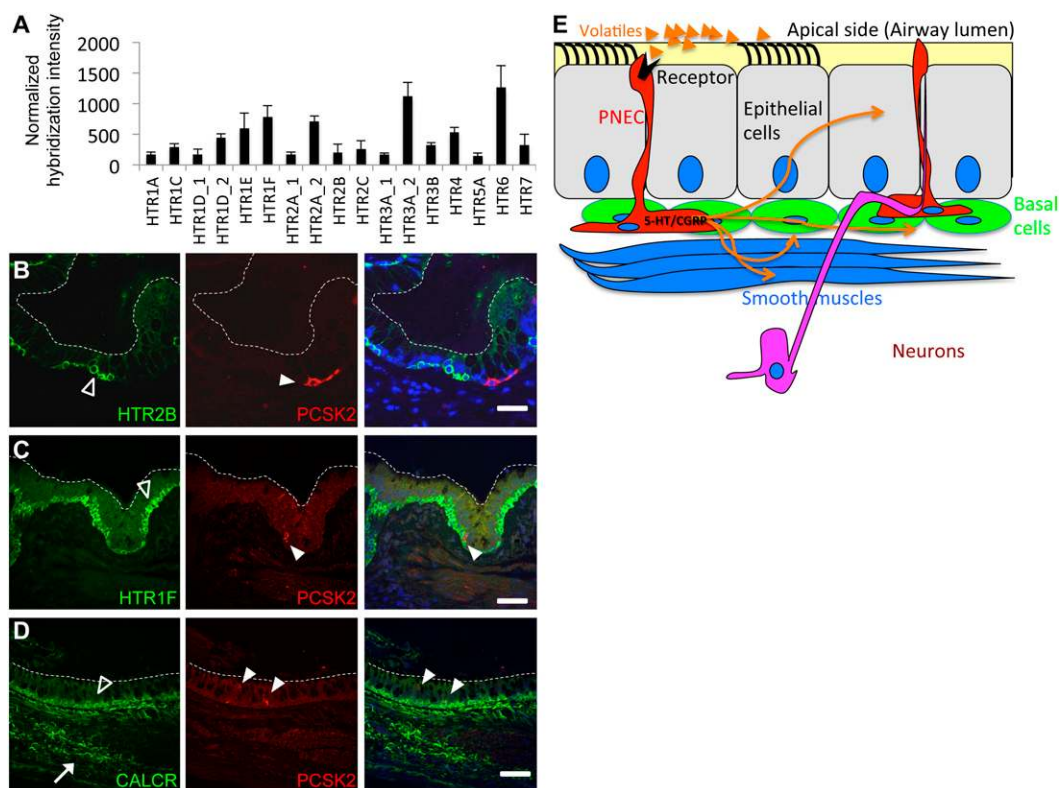 A
Normalized
hybridization intensity
2000
1500
1000
500
0
HTR1A
HTR1C
HTR1D_1
HTR1D_2
HTR1E
HTR1F
HTR2A_1
HTR2A_2
HTR2B
HTR2C
HTR3A_1
HTR3A_2
HTR3B
HTR4
HTR5A
HTR6
HTR7
B
HTR2B
PCSK2
C
HTR1F
PCSK2
D
CALCR
PCSK2
E
Volatiles
Apical side (Airway lumen)
Receptor
PNEC
Epithelial
cells
5-HT/CGRP
Basal
cells
Smooth muscles
Neurons